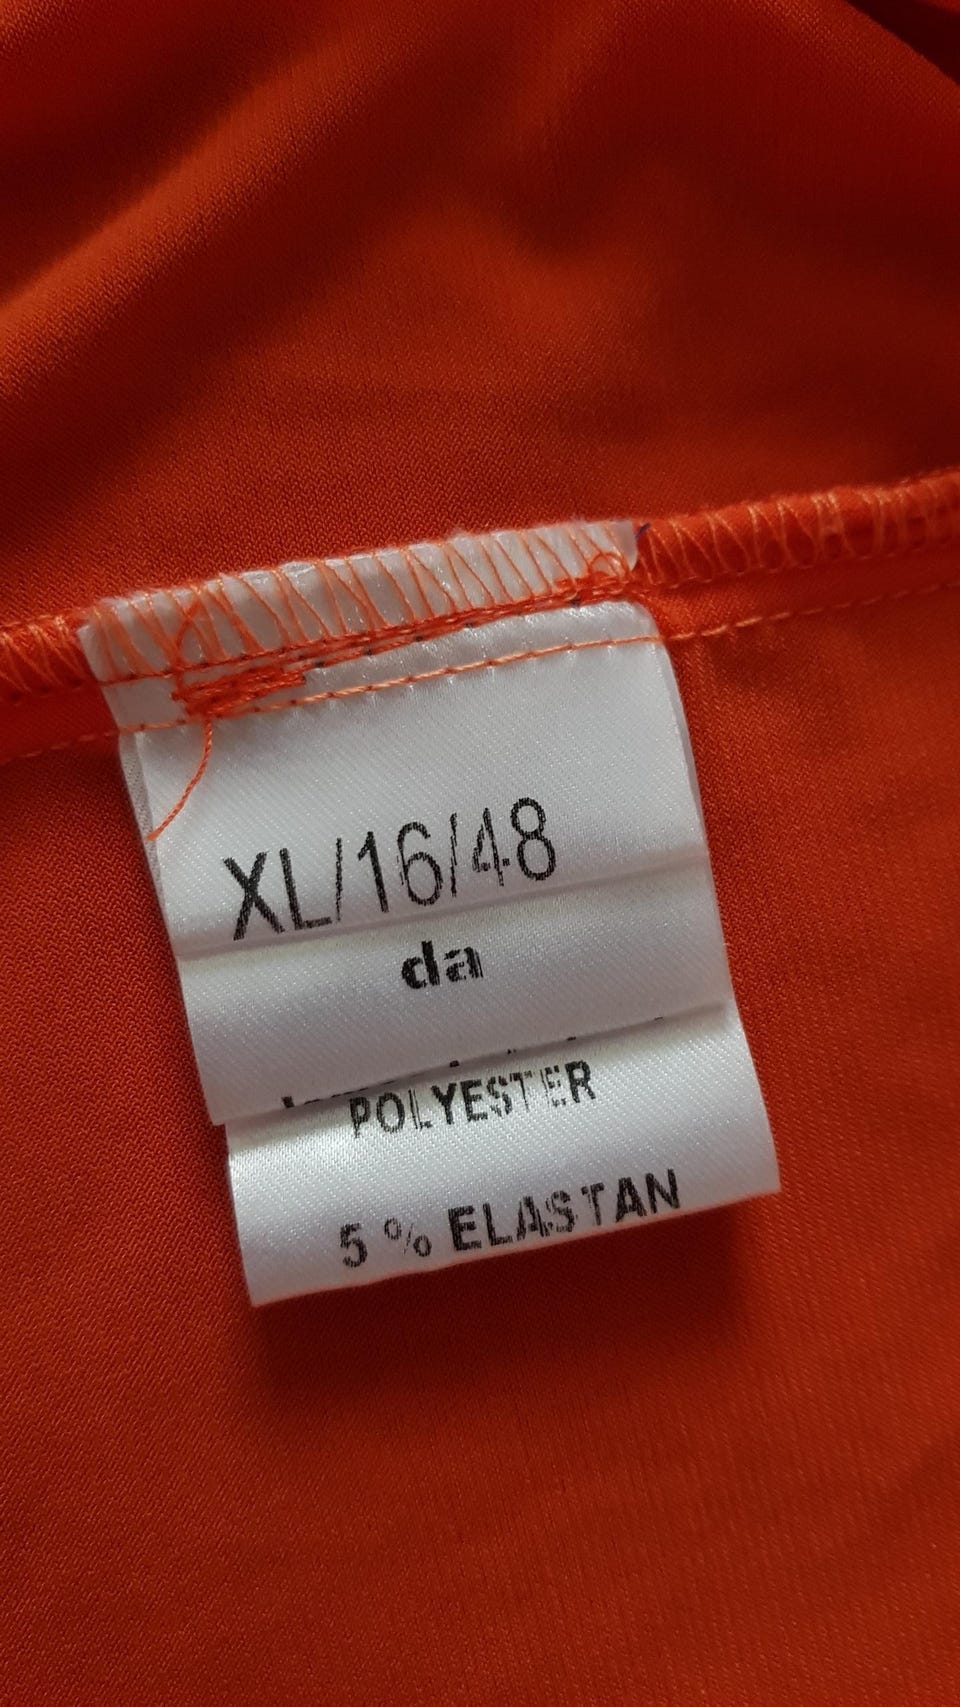 XL/16/48
da
POLYESTER
5 % ELASTAN